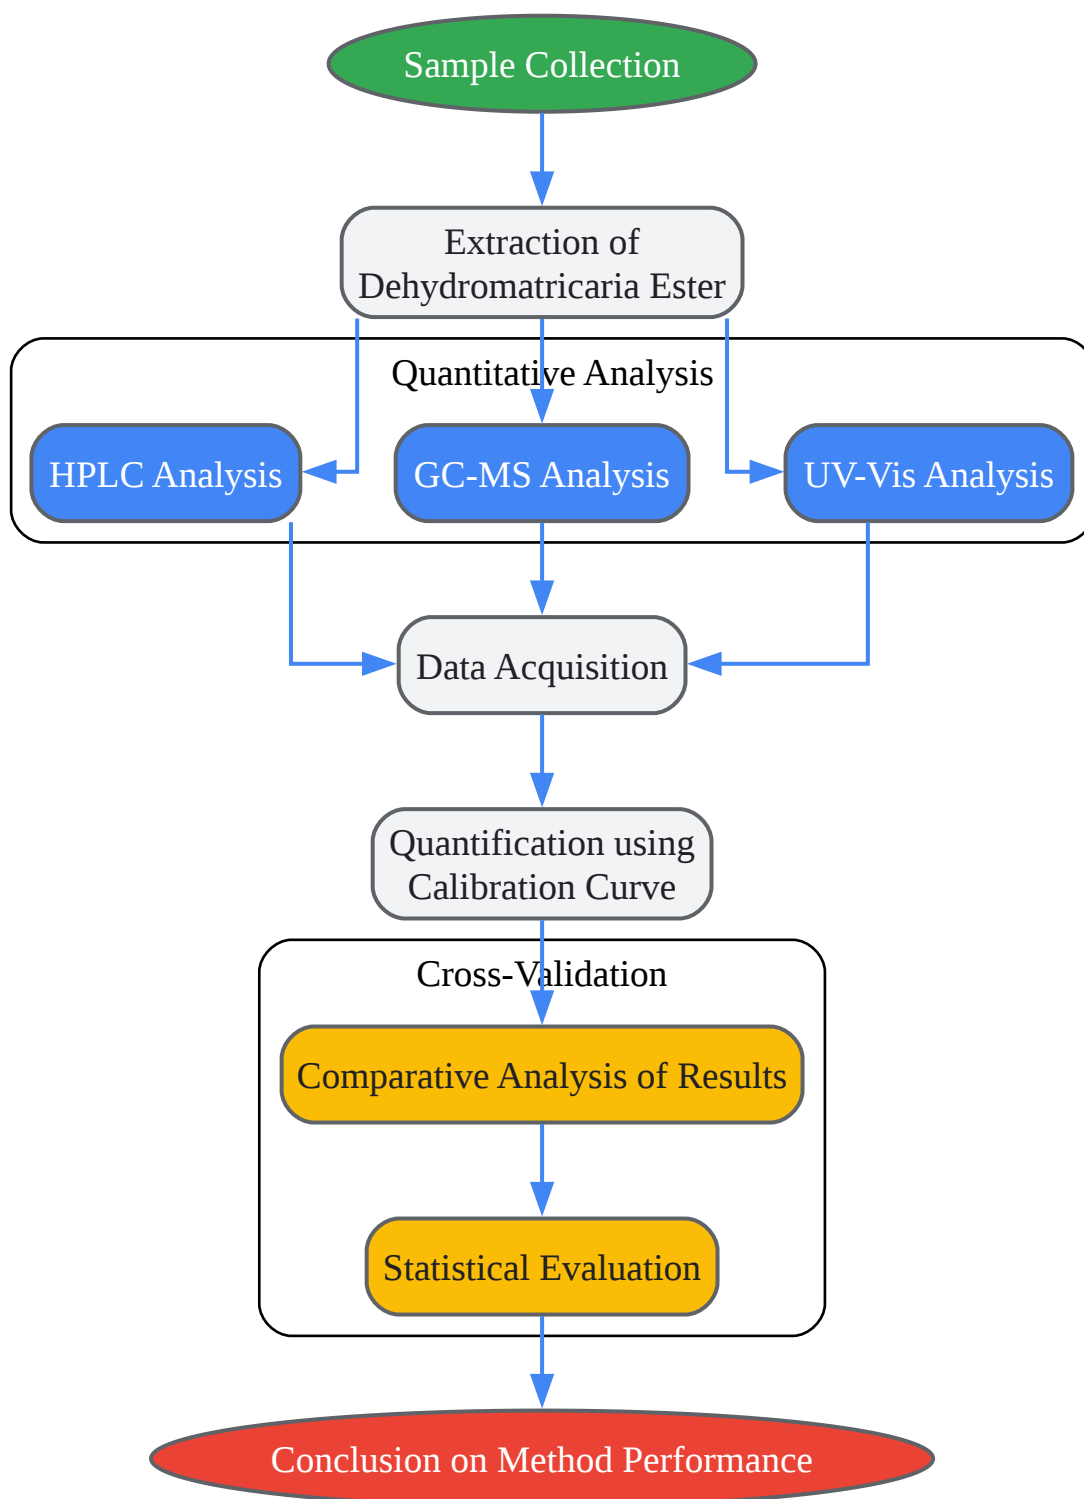 Sample Collection
Extraction of
Dehydromatricaria Ester
Quantitative Analysis
HPLC Analysis
GC-MS Analysis
UV-Vis Analysis
Data Acquisition
Quantification using
Calibration Curve
Cross-Validation
Comparative Analysis of Results
Statistical Evaluation
Conclusion on Method Performance